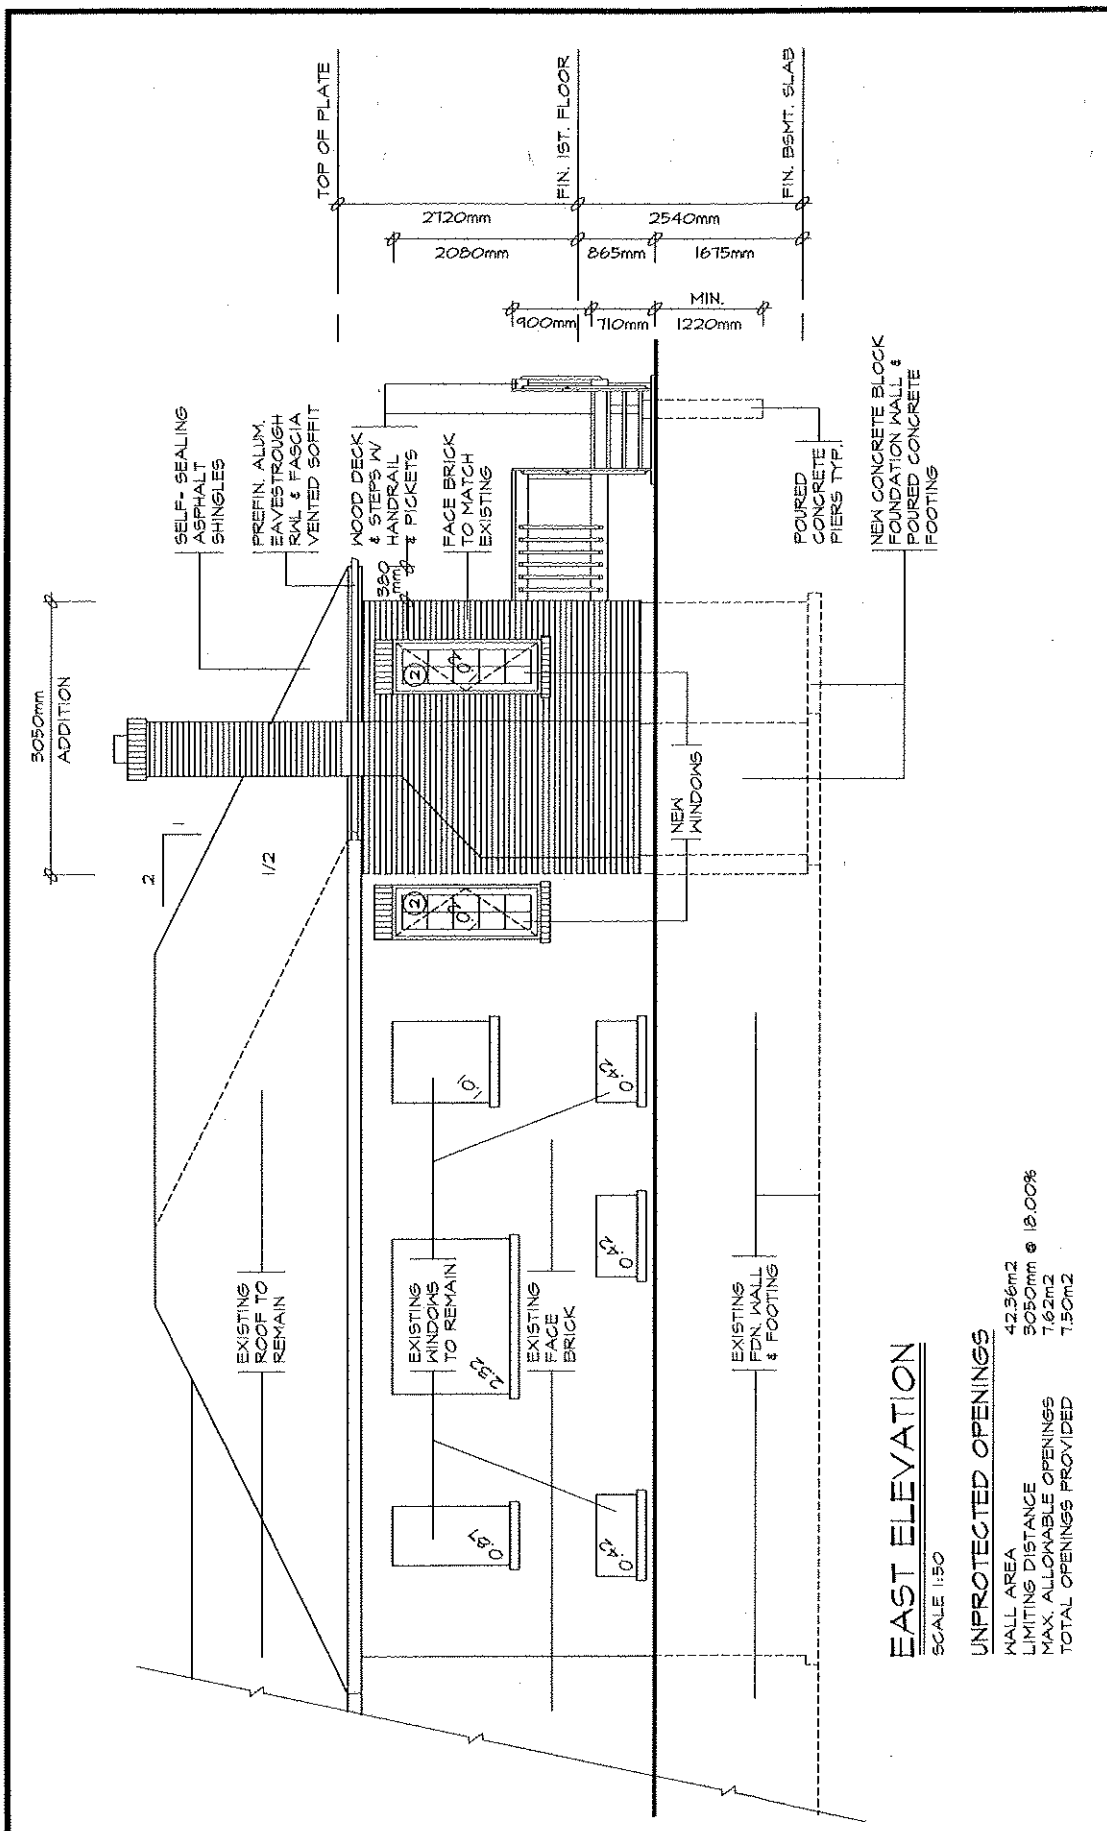 3050mm
ADDITION
2
1
1/2
SELF- SEALING
ASPHALT
SHINGLES
PREFIN. ALUM.
EAVESTROUGH
RWL & FASCIA
VENTED SOFFIT
WOOD DECK
& STEPS W/
HANDRAIL
& PICKETS
380
mm
FACE BRICK
TO MATCH
EXISTING
TOP OF PLATE
FIN. 1ST. FLOOR
FIN. BSMT. SLAB
2720mm
2540mm
2080mm
865mm
1675mm
MIN.
900mm
710mm
1220mm
EXISTING
ROOF TO
REMAIN
EXISTING
WINDOWS
TO REMAIN
EXISTING
FACE
BRICK
EXISTING
FDN. WALL
& FOOTING
0.87
2.32
1.01
0.42
0.42
0.42
2
2
NEW
WINDOWS
POURED
CONCRETE
PIERS TYP.
NEW CONCRETE BLOCK
FOUNDATION WALL &
POURED CONCRETE
FOOTING
EAST ELEVATION
SCALE 1:50
UNPROTECTED OPENINGS
WALL AREA 42.36m2
LIMITING DISTANCE 3050mm @ 18.00%
MAX. ALLOWABLE OPENINGS 7.62m2
TOTAL OPENINGS PROVIDED 7.50m2